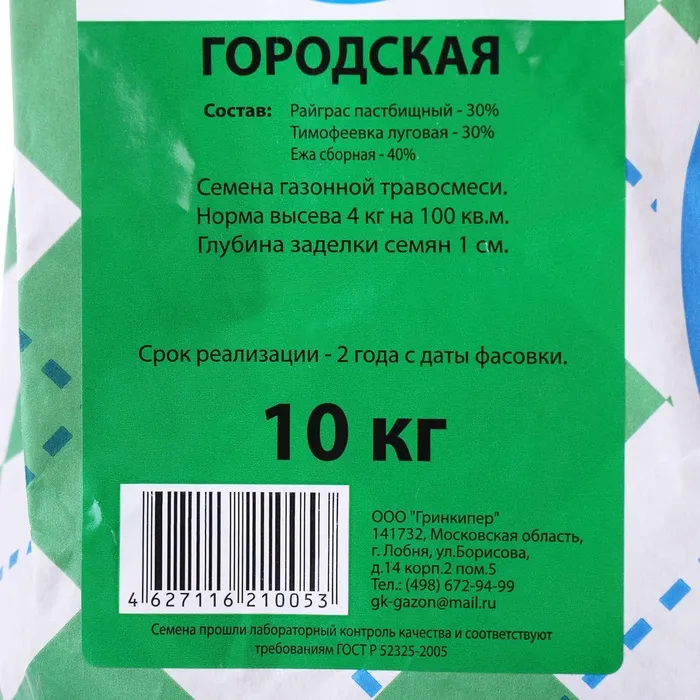 ГОРОДСКАЯ
Состав: Райграс пастбищный - 30%
Тимофеевка луговая - 30%
Ежа сборная - 40%
Семена газонной травосмеси.
Норма высева 4 кг на 100 кв.м.
Глубина заделки семян 1 см.
Срок реализации - 2 года с даты фасовки.
10 кг
ООО "Гринкипер"
141732, Московская область,
г. Лобня, ул.Борисова,
д.14 корп.2 пом.5
Тел.: (498) 672-94-99
gk-gazon@mail.ru
4 627116 210053
Семена прошли лабораторный контроль качества и соответствуют
требованиям ГОСТ Р 52325-2005